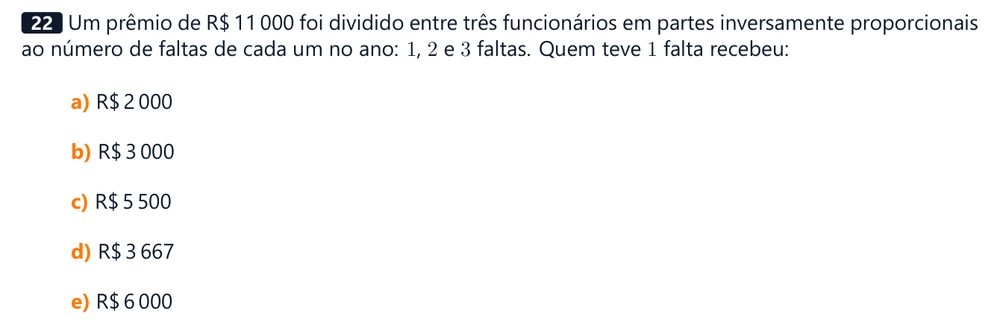 22 Um prêmio de R$ 11 000 foi dividido entre três funcionários em partes inversamente proporcionais
ao número de faltas de cada um no ano: 1, 2 e 3 faltas. Quem teve 1 falta recebeu:
a) R$ 2 000
b) R$ 3 000
c) R$ 5 500
d) R$ 3 667
e) R$ 6 000